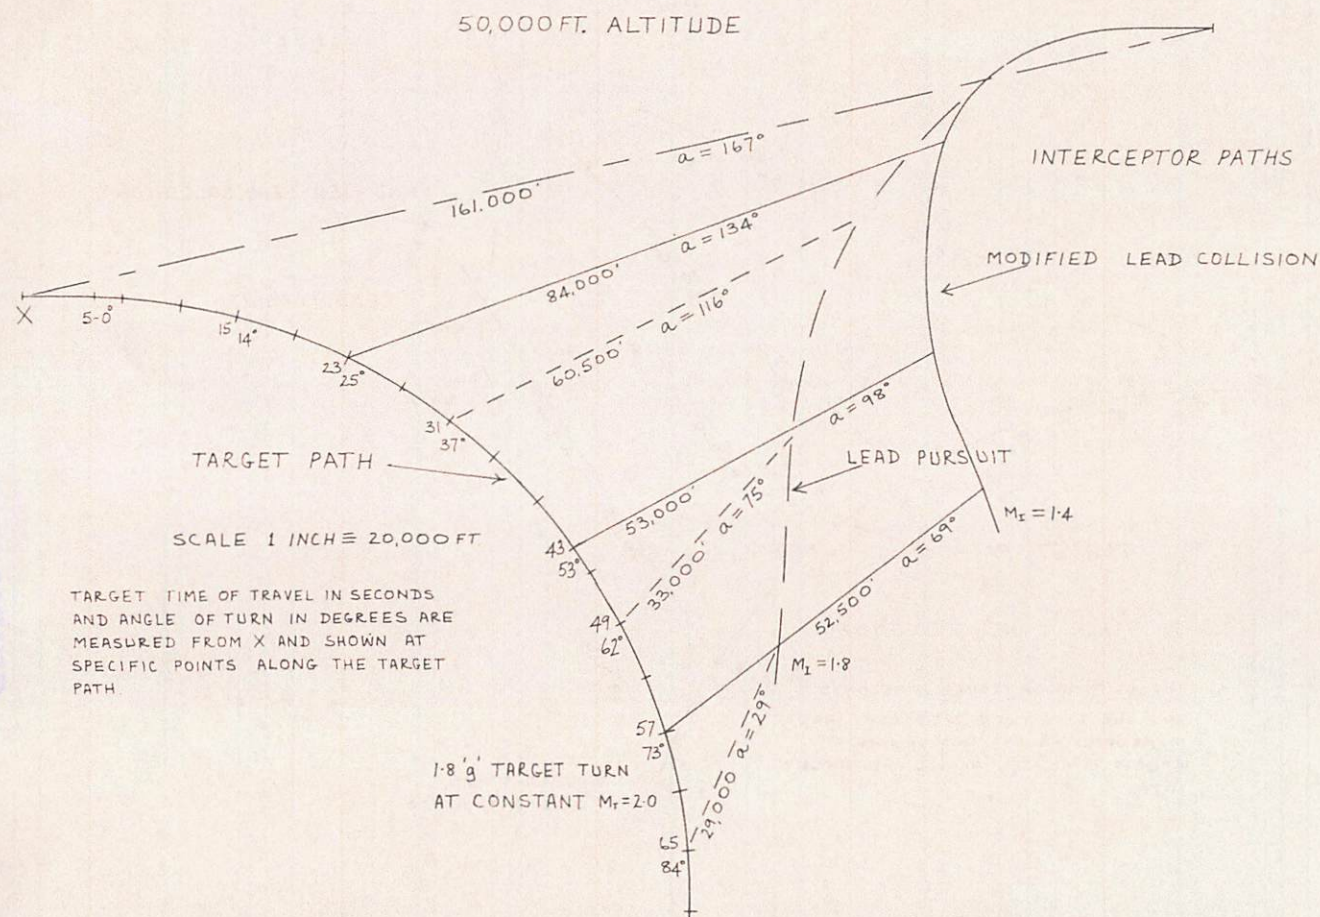 50,000 FT. ALTITUDE
a = 167°
161.000'
INTERCEPTOR PATHS
a = 134°
84,000'
MODIFIED LEAD COLLISION
a = 116°
60.500'
X
5-0°
15
14°
23
25°
31
37°
a = 98°
TARGET PATH
LEAD PURSUIT
a = 75°
53,000'
33,000'
SCALE 1 INCH ≡ 20,000 FT
43
53°
M_I = 1·4
a = 69°
52,500'
TARGET TIME OF TRAVEL IN SECONDS
AND ANGLE OF TURN IN DEGREES ARE
MEASURED FROM X AND SHOWN AT
SPECIFIC POINTS ALONG THE TARGET
PATH
49
62°
M_I = 1·8
57
73°
a = 29°
29,000
1·8 'g' TARGET TURN
AT CONSTANT M_T = 2·0
65
84°